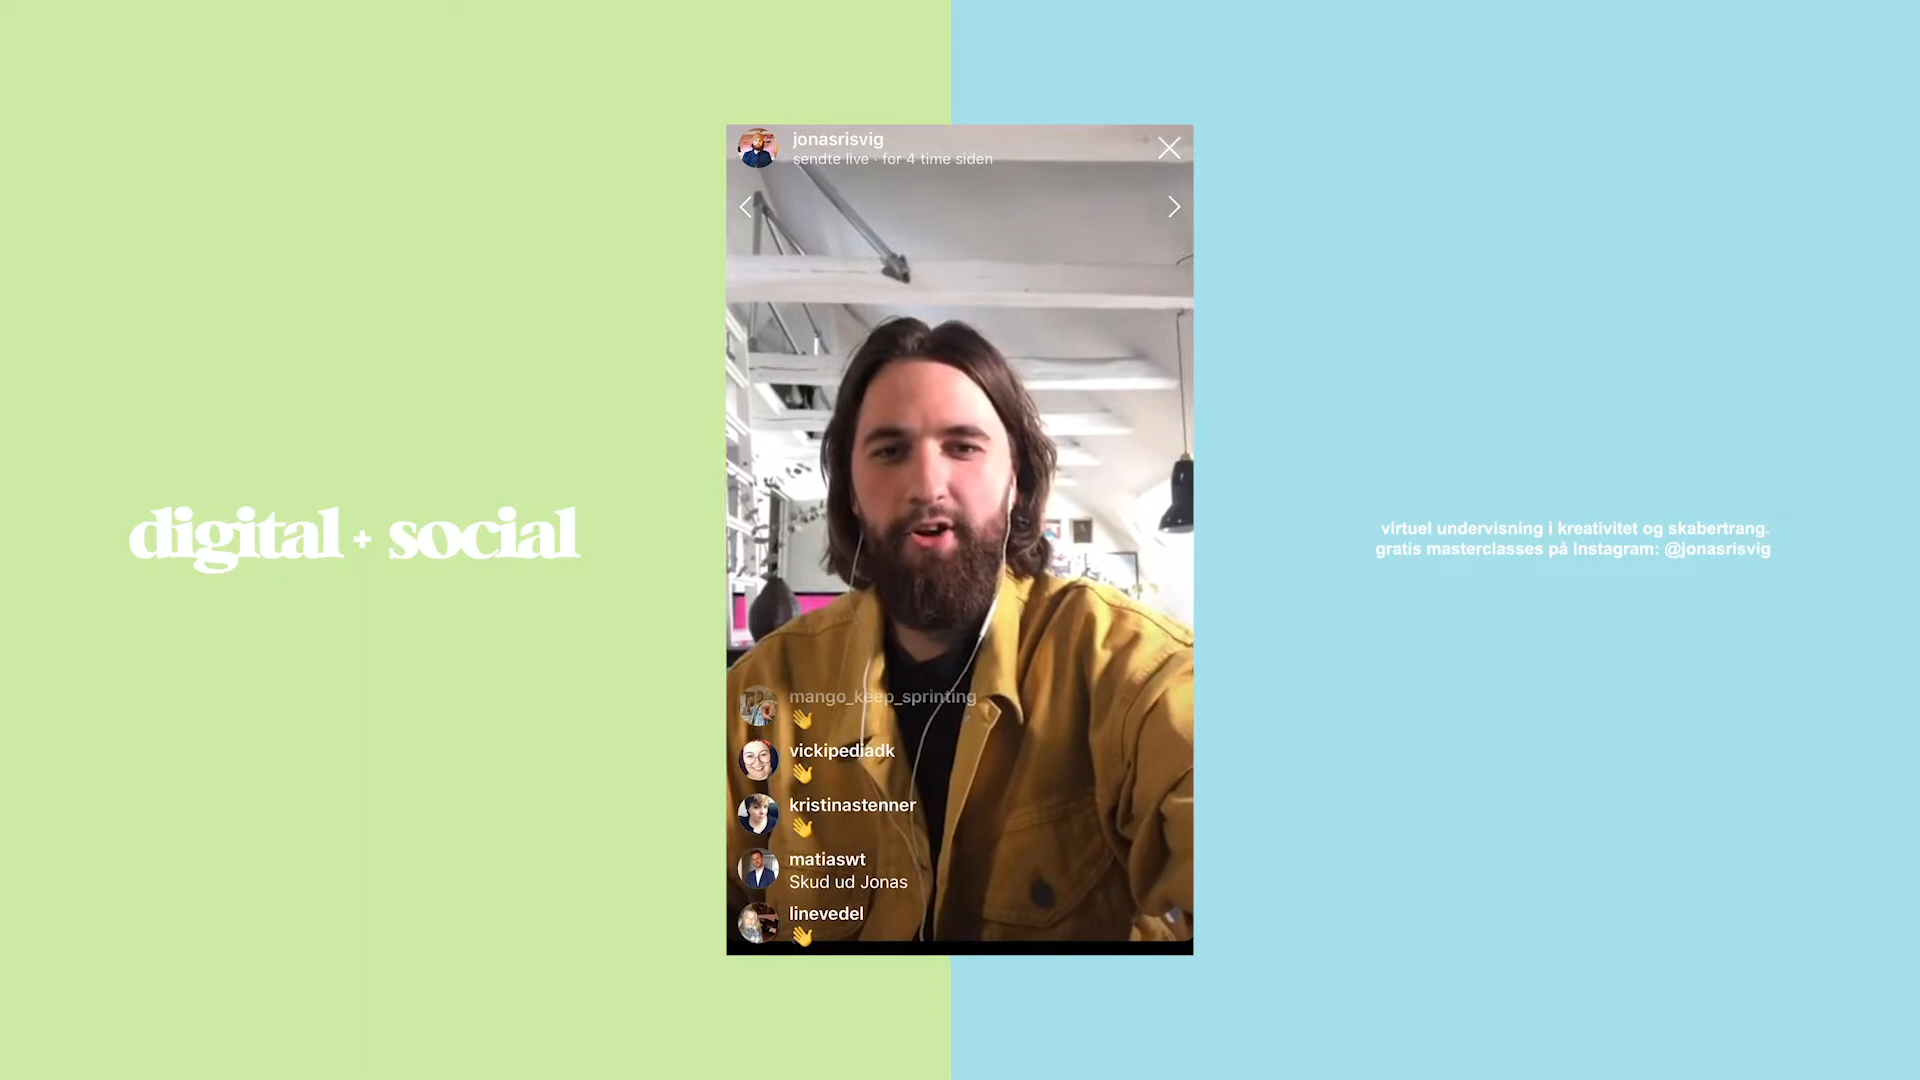 jonasrisvig
sendte live · for 4 time siden
digital + social
virtuel undervisning i kreativitet og skabertrang.
gratis masterclasses på Instagram: @jonasrisvig
mango_keep_sprinting
👋
vickipediadk
👋
kristinastenner
👋
matiaswt
Skud ud Jonas
linevedel
👋